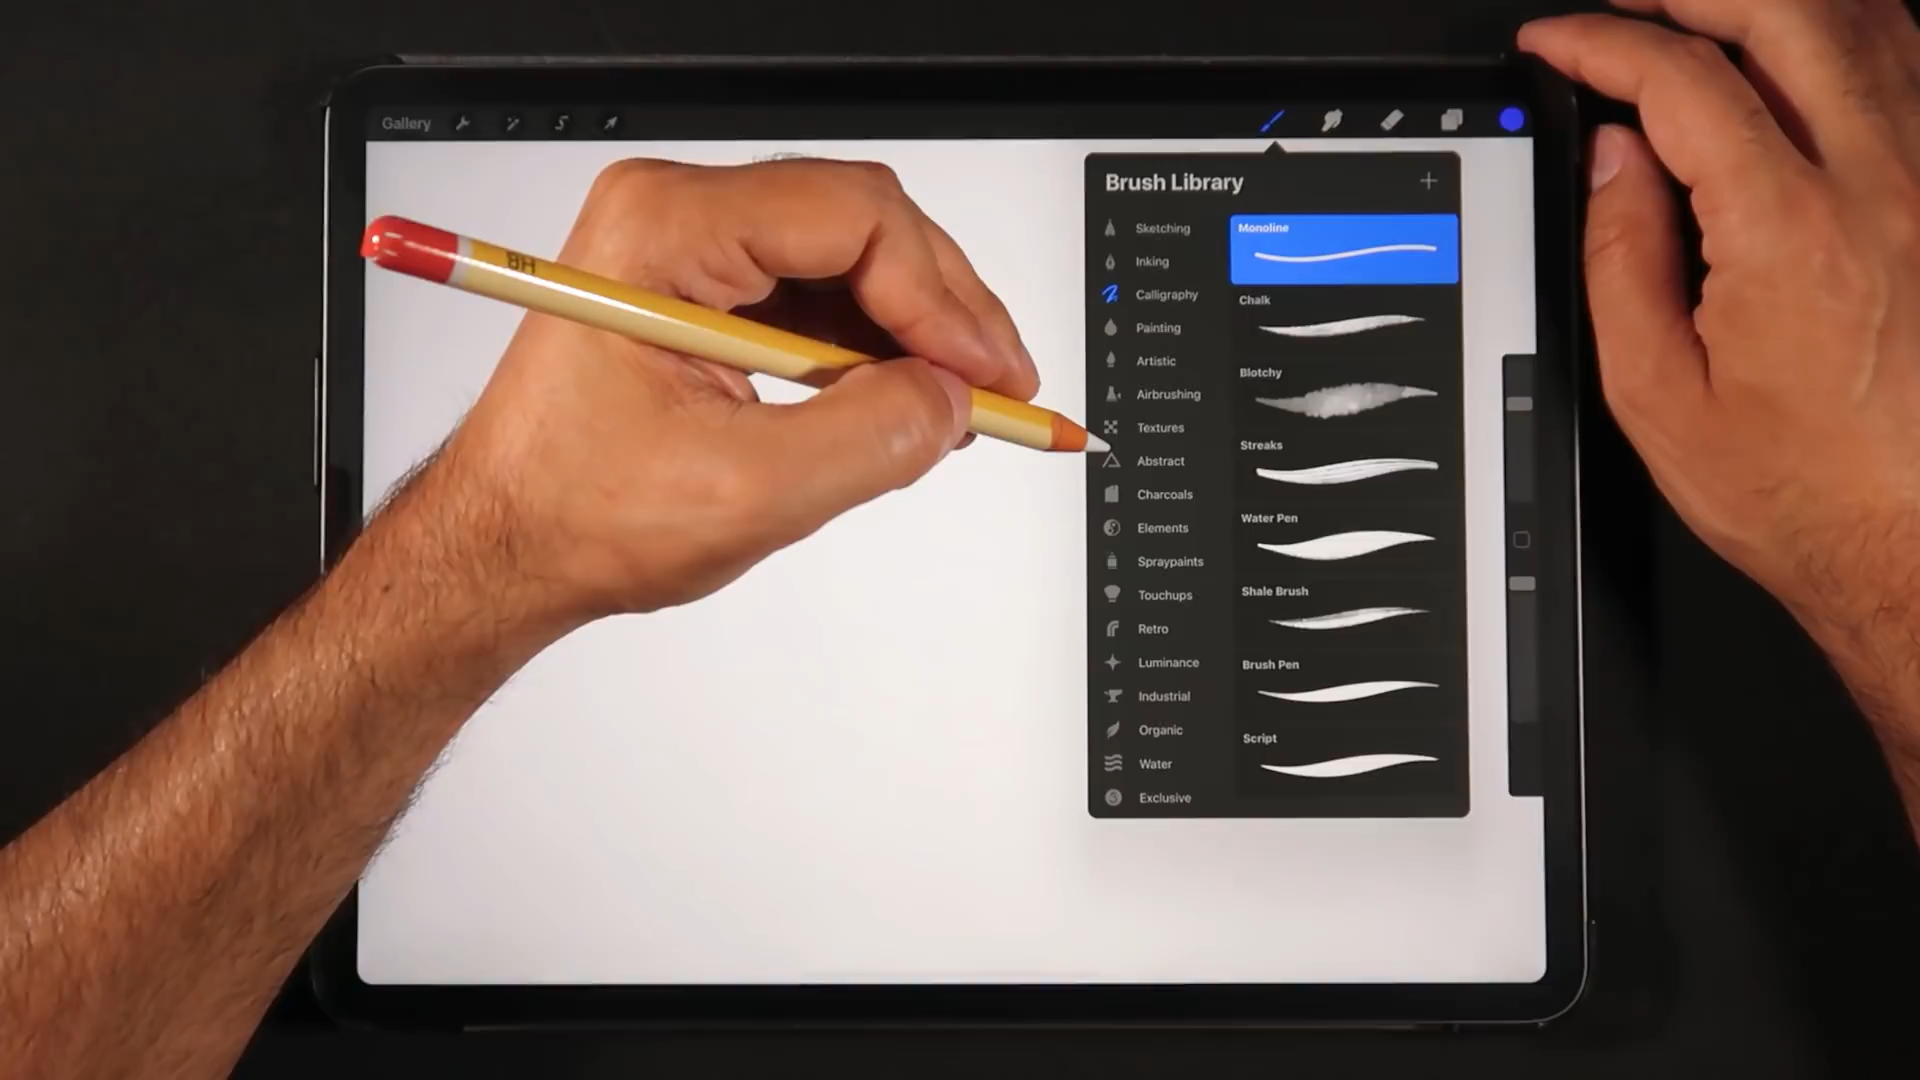 Gallery
Brush Library
Sketching
Inking
Calligraphy
Painting
Artistic
Airbrushing
Textures
Abstract
Charcoals
Elements
Spraypaints
Touchups
Retro
Luminance
Industrial
Organic
Water
Exclusive
Monoline
Chalk
Blotchy
Streaks
Water Pen
Shale Brush
Brush Pen
Script
HB